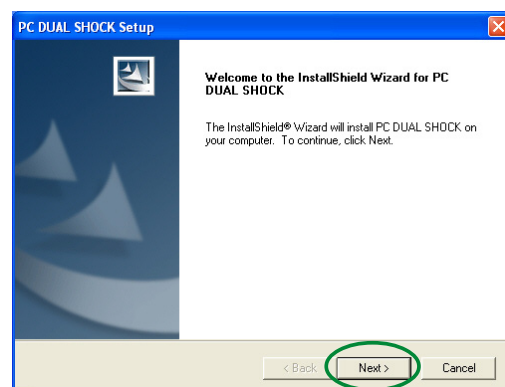 PC DUAL SHOCK Setup
Welcome to the InstallShield Wizard for PC
DUAL SHOCK
The InstallShield® Wizard will install PC DUAL SHOCK on
your computer. To continue, click Next.
< Back
Next >
Cancel